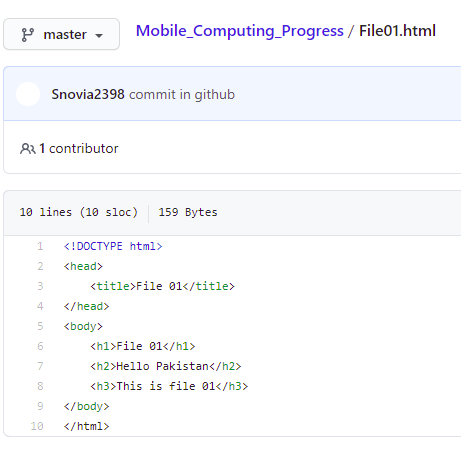 master Mobile_Computing_Progress / File01.html
Snovia2398 commit in github
1 contributor
10 lines (10 sloc) 159 Bytes
1 <!DOCTYPE html>
2 <head>
3 <title>File 01</title>
4 </head>
5 <body>
6 <h1>File 01</h1>
7 <h2>Hello Pakistan</h2>
8 <h3>This is file 01</h3>
9 </body>
10 </html>